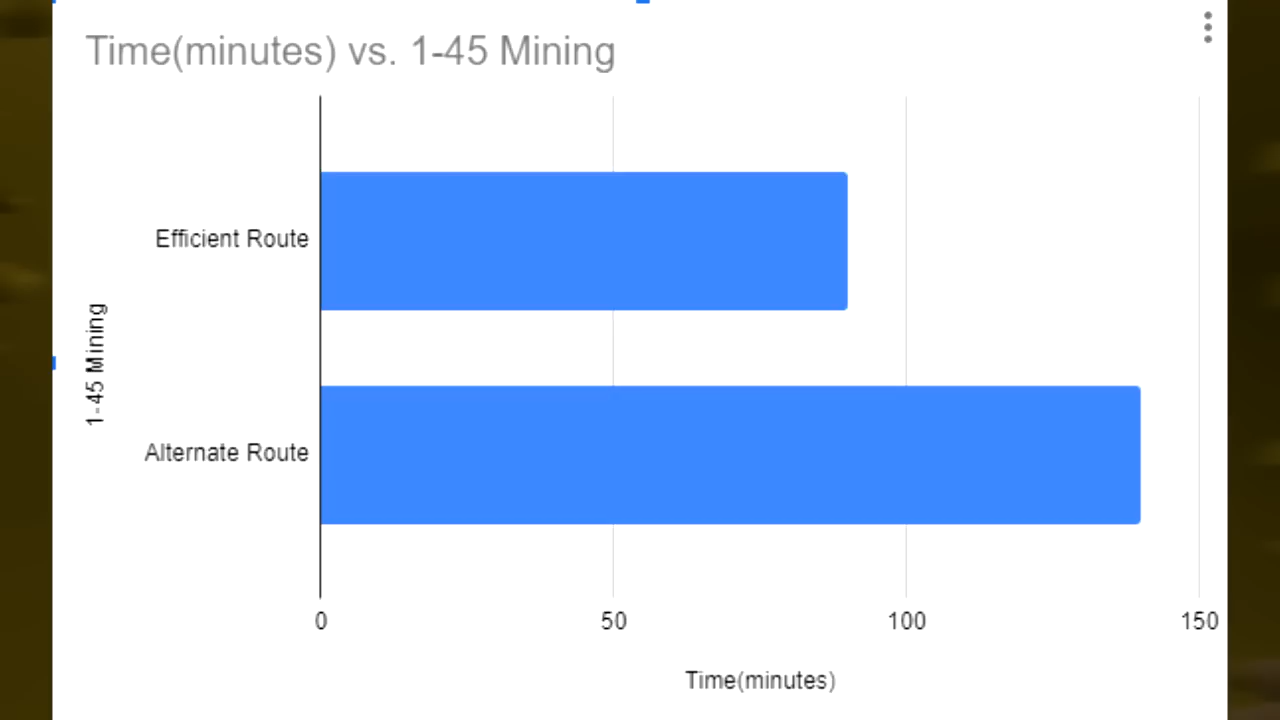 Time(minutes) vs. 1-45 Mining
Efficient Route
Alternate Route
1-45 Mining
0
50
100
150
Time(minutes)